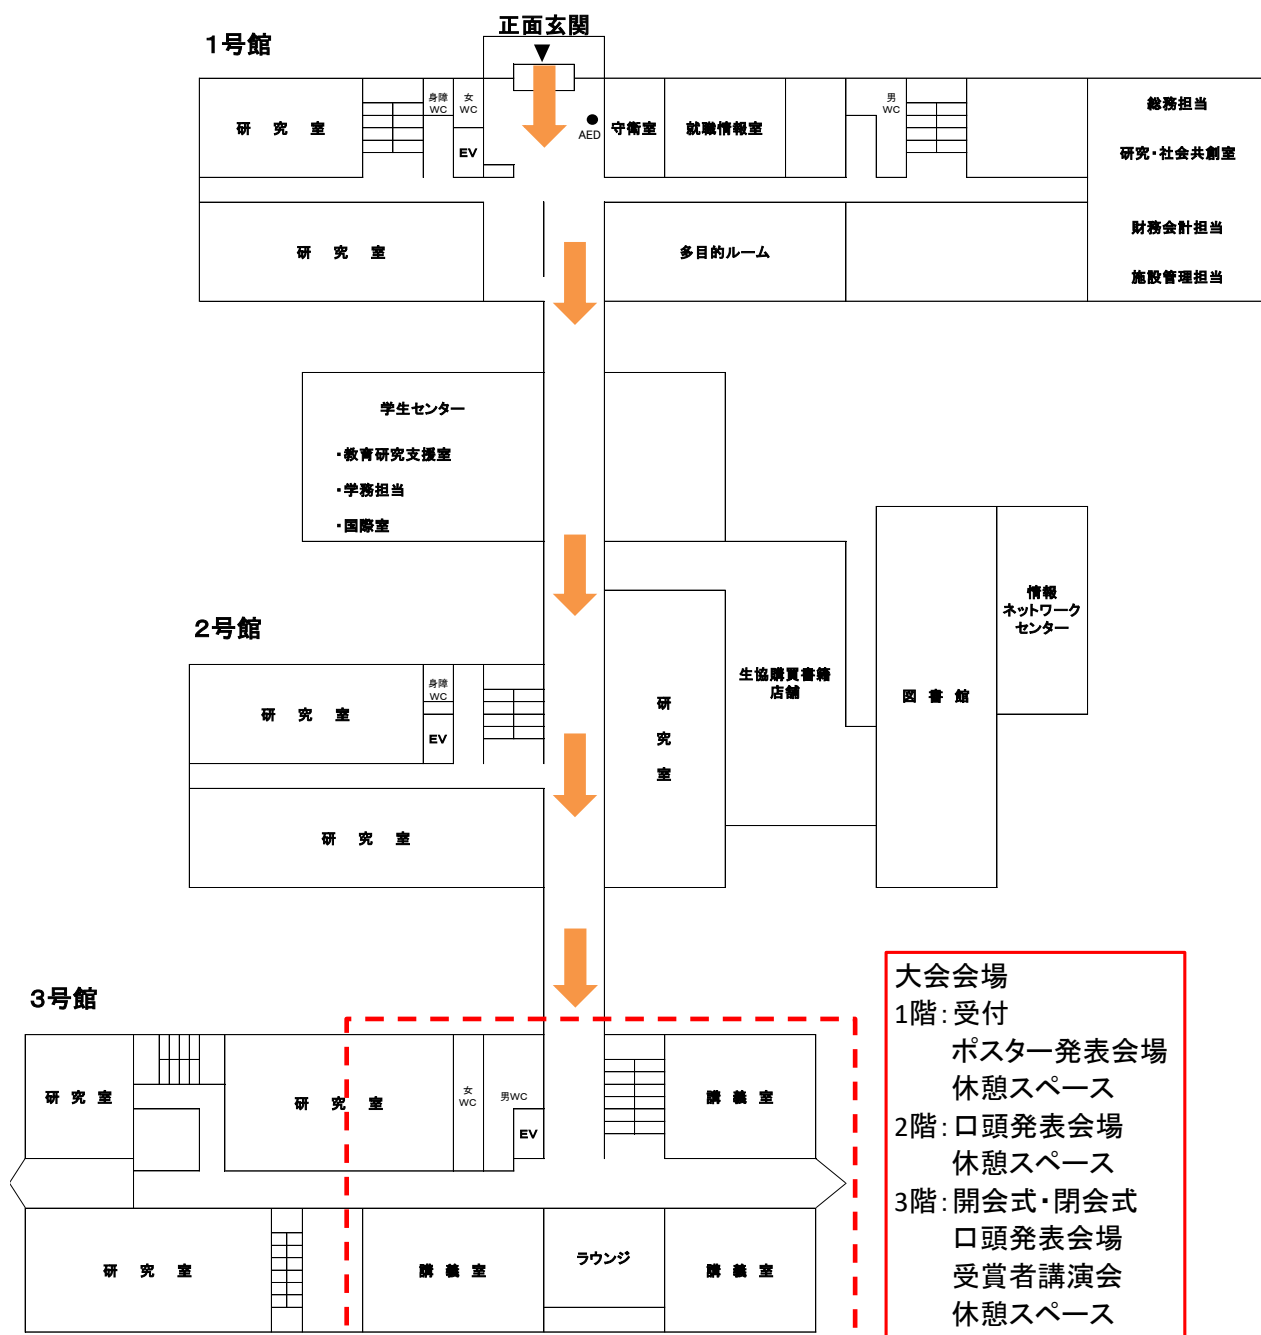 正面玄関
▼
1号館
研 究 室
身障
WC
女
WC
EV
AED
守衛室
就職情報室
男
WC
総務担当
研究・社会共創室
財務会計担当
施設管理担当
研 究 室
多目的ルーム
学生センター
・教育研究支援室
・学務担当
・国際室
2号館
研 究 室
身障
WC
EV
研 究 室
研
究
室
生協購買書籍
店舗
図 書 館
情報
ネットワーク
センター
3号館
研 究 室
研 究 室
女
WC
男WC
EV
講 義 室
研 究 室
講 義 室
ラウンジ
講 義 室
大会会場
1階：受付
ポスター発表会場
休憩スペース
2階：口頭発表会場
休憩スペース
3階：開会式・閉会式
口頭発表会場
受賞者講演会
休憩スペース